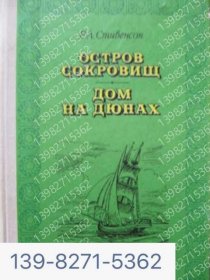 Р.Л. Стивенсон
ОСТРОВ
СОКРОВИЩ
ДОМ
НА ДЮНАХ
139-8271-5362